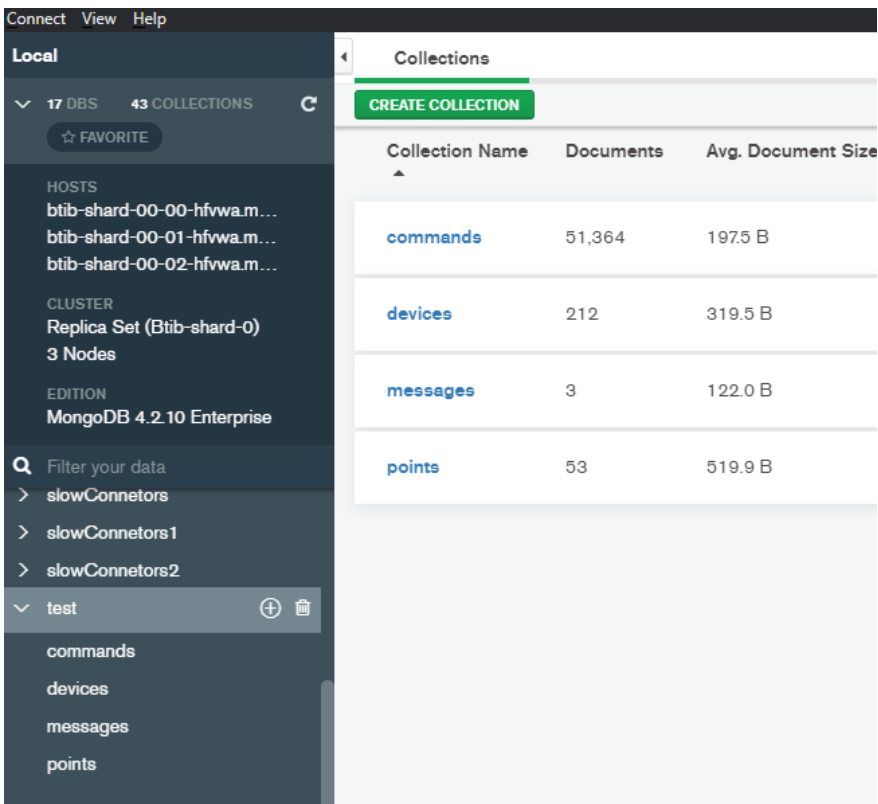 Connect View Help
Local
17 DBS 43 COLLECTIONS
FAVORITE
HOSTS
btib-shard-00-00-hfvwa.m...
btib-shard-00-01-hfvwa.m...
btib-shard-00-02-hfvwa.m...
CLUSTER
Replica Set (Btib-shard-0)
3 Nodes
EDITION
MongoDB 4.2.10 Enterprise
Filter your data
slowConnetors
slowConnetors1
slowConnetors2
test
commands
devices
messages
points
Collections
CREATE COLLECTION
Collection Name Documents Avg. Document Size
commands 51,364 197.5 B
devices 212 319.5 B
messages 3 122.0 B
points 53 519.9 B